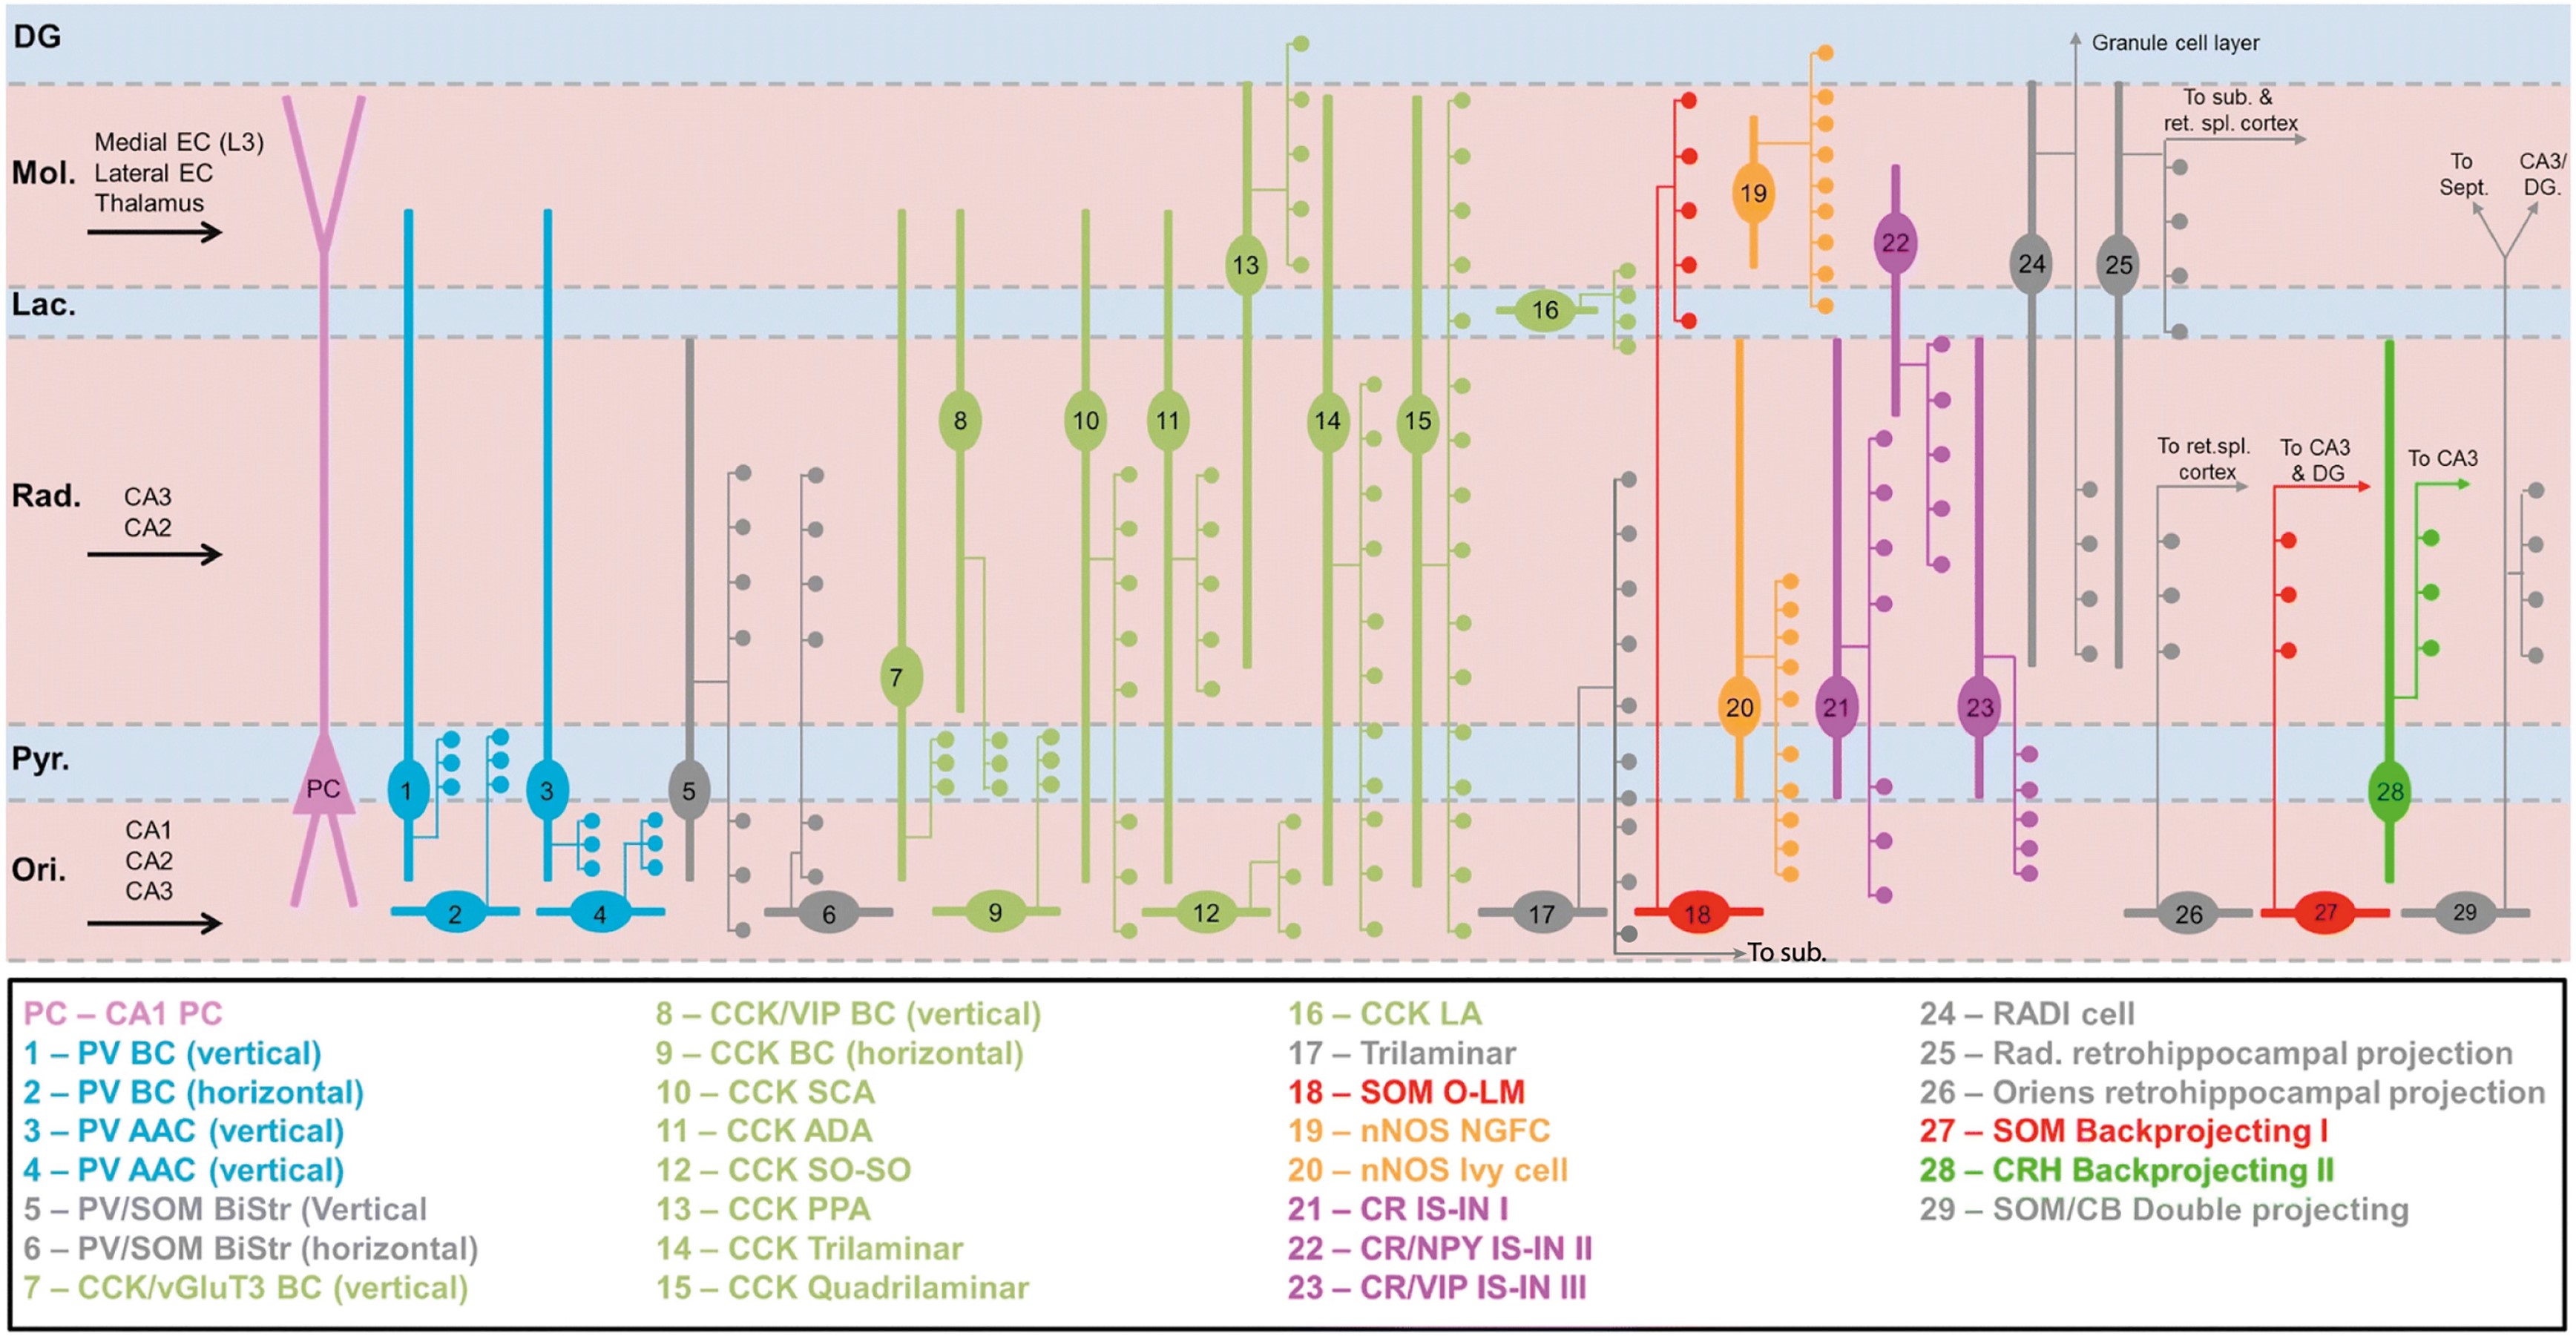 DG
Granule cell layer
To sub. &
ret. spl. cortex
Mol.
Medial EC (L3)
Lateral EC
Thalamus
To
Sept.
CA3/
DG.
19
22
13
24
25
Lac.
16
8
10
11
14
15
Rad.
CA3
CA2
To ret.spl.
cortex
To CA3
& DG
To CA3
7
20
21
23
Pyr.
PC
1
3
5
28
Ori.
CA1
CA2
CA3
2
4
6
9
12
17
18
26
27
29
To sub.
PC – CA1 PC
1 – PV BC (vertical)
2 – PV BC (horizontal)
3 – PV AAC (vertical)
4 – PV AAC (vertical)
5 – PV/SOM BiStr (Vertical
6 – PV/SOM BiStr (horizontal)
7 – CCK/vGluT3 BC (vertical)
8 – CCK/VIP BC (vertical)
9 – CCK BC (horizontal)
10 – CCK SCA
11 – CCK ADA
12 – CCK SO-SO
13 – CCK PPA
14 – CCK Trilaminar
15 – CCK Quadrilaminar
16 – CCK LA
17 – Trilaminar
18 – SOM O-LM
19 – nNOS NGFC
20 – nNOS Ivy cell
21 – CR IS-IN I
22 – CR/NPY IS-IN II
23 – CR/VIP IS-IN III
24 – RADI cell
25 – Rad. retrohippocampal projection
26 – Oriens retrohippocampal projection
27 – SOM Backprojecting I
28 – CRH Backprojecting II
29 – SOM/CB Double projecting